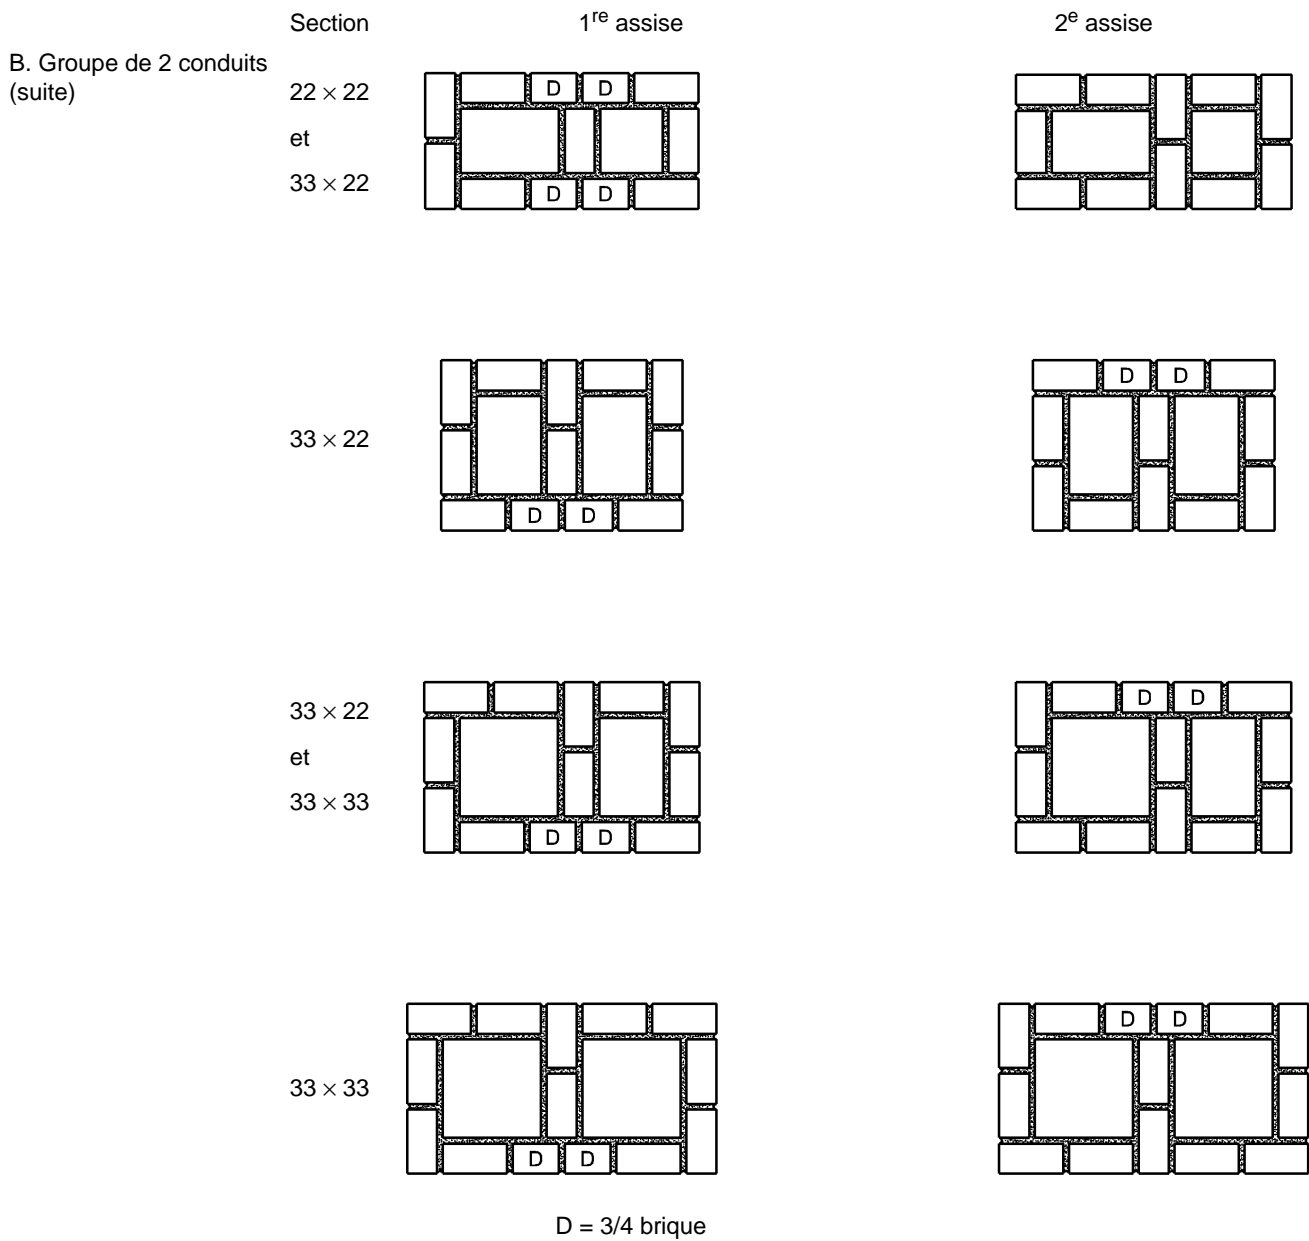 Section 1re assise 2e assise
B. Groupe de 2 conduits
(suite)
22 × 22
et
33 × 22
D D
D D
33 × 22
D D
D D
33 × 22
et
33 × 33
D D
D D
33 × 33
D D
D D
D = 3/4 brique